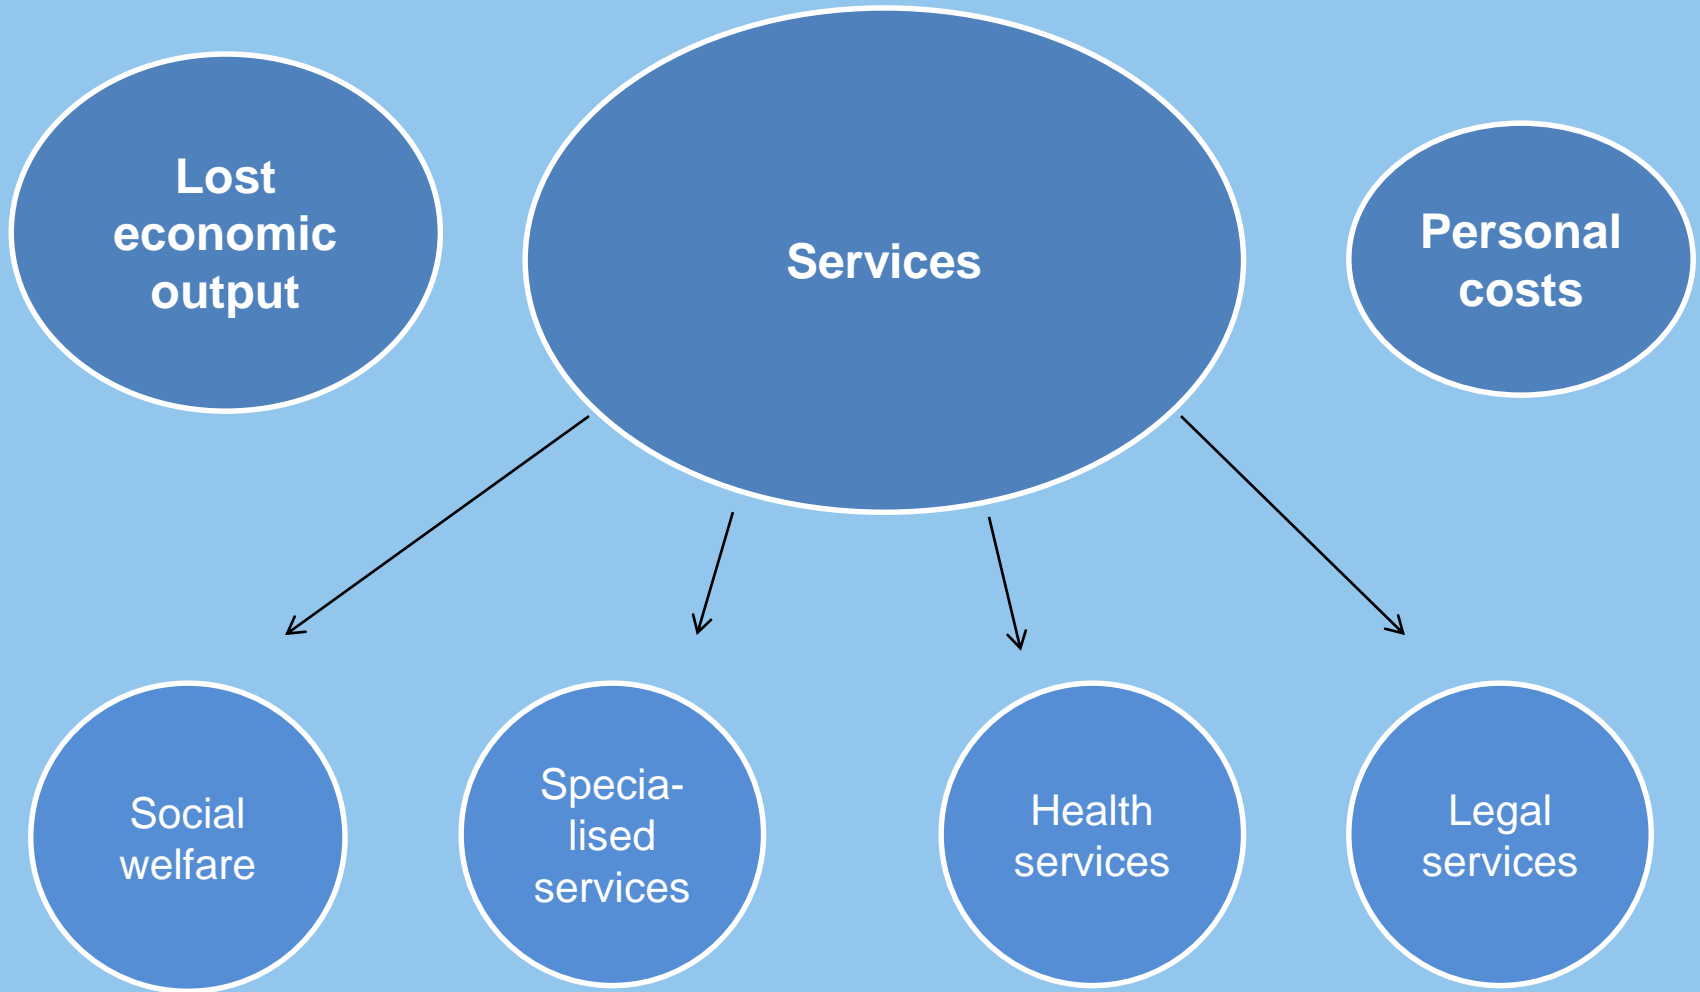 Lost
economic
output
Services
Personal
costs
Social
welfare
Specia-
lised
services
Health
services
Legal
services